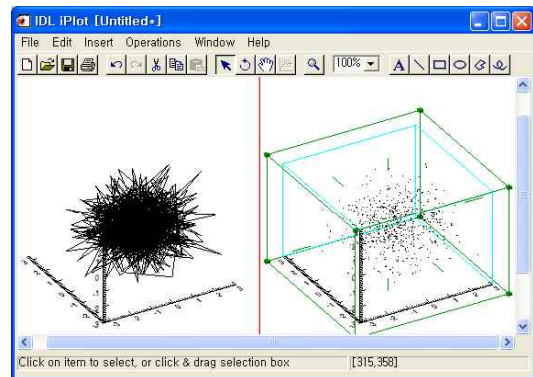 IDL iPlot [Untitled*]
File Edit Insert Operations Window Help
100%
A
Click on item to select, or click & drag selection box
[315,358]